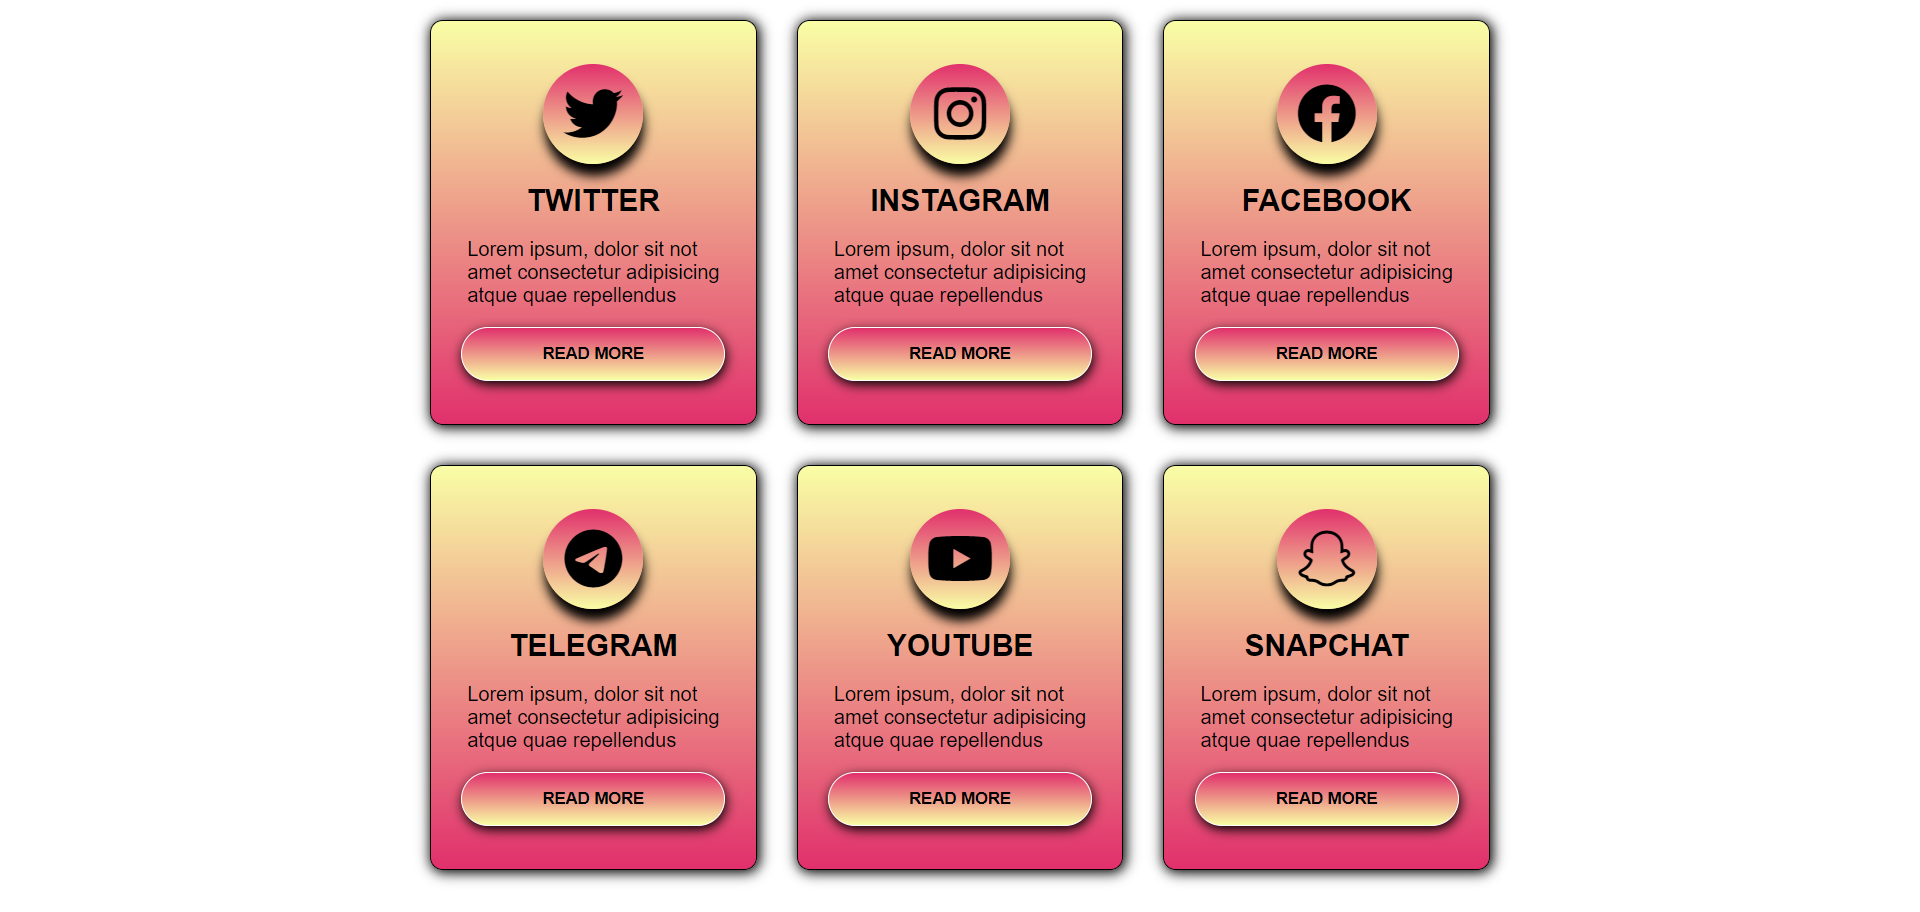 TWITTER
Lorem ipsum, dolor sit not
amet consectetur adipisicing
atque quae repellendus
READ MORE
INSTAGRAM
Lorem ipsum, dolor sit not
amet consectetur adipisicing
atque quae repellendus
READ MORE
FACEBOOK
Lorem ipsum, dolor sit not
amet consectetur adipisicing
atque quae repellendus
READ MORE
TELEGRAM
Lorem ipsum, dolor sit not
amet consectetur adipisicing
atque quae repellendus
READ MORE
YOUTUBE
Lorem ipsum, dolor sit not
amet consectetur adipisicing
atque quae repellendus
READ MORE
SNAPCHAT
Lorem ipsum, dolor sit not
amet consectetur adipisicing
atque quae repellendus
READ MORE